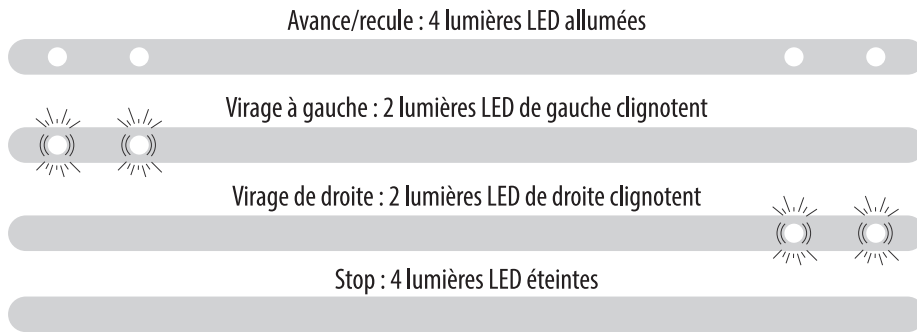 Avance/recule : 4 lumières LED allumées
Virage à gauche : 2 lumières LED de gauche clignotent
Virage de droite : 2 lumières LED de droite clignotent
Stop : 4 lumières LED éteintes